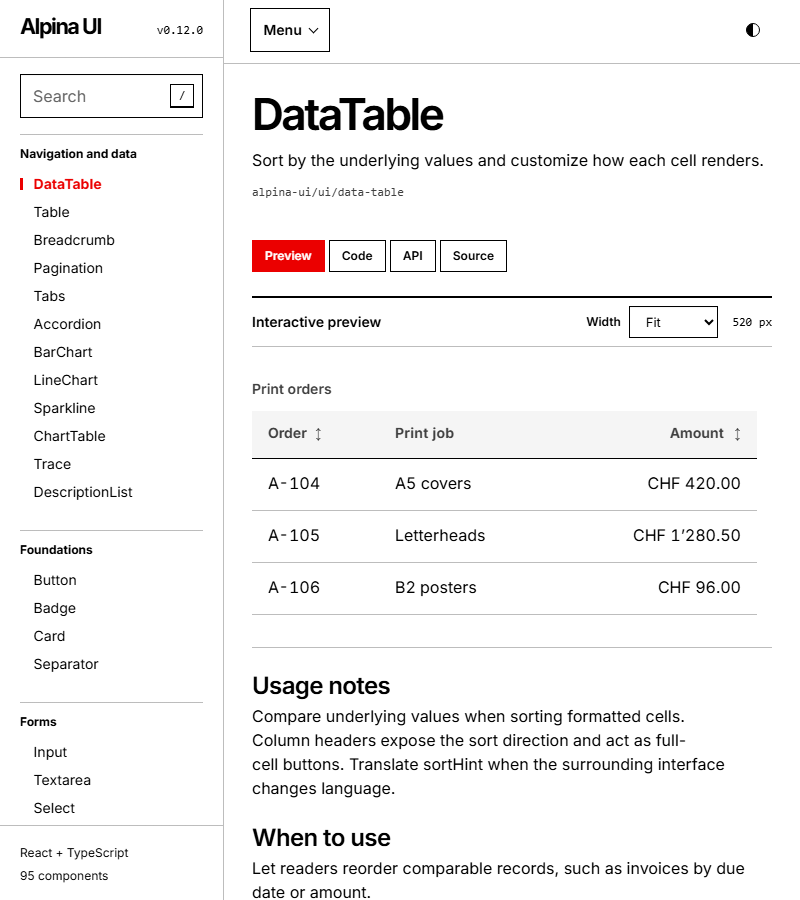 Alpina UI
v0.12.0
Search
/
Navigation and data
DataTable
Table
Breadcrumb
Pagination
Tabs
Accordion
BarChart
LineChart
Sparkline
ChartTable
Trace
DescriptionList
Foundations
Button
Badge
Card
Separator
Forms
Input
Textarea
Select
React + TypeScript
95 components
Menu
DataTable
Sort by the underlying values and customize how each cell renders.
alpina-ui/ui/data-table
Preview Code API Source
Interactive preview Width Fit 520 px
Print orders
Order Print job Amount
A-104 A5 covers CHF 420.00
A-105 Letterheads CHF 1’280.50
A-106 B2 posters CHF 96.00
Usage notes
Compare underlying values when sorting formatted cells.
Column headers expose the sort direction and act as full-
cell buttons. Translate sortHint when the surrounding interface
changes language.
When to use
Let readers reorder comparable records, such as invoices by due
date or amount.